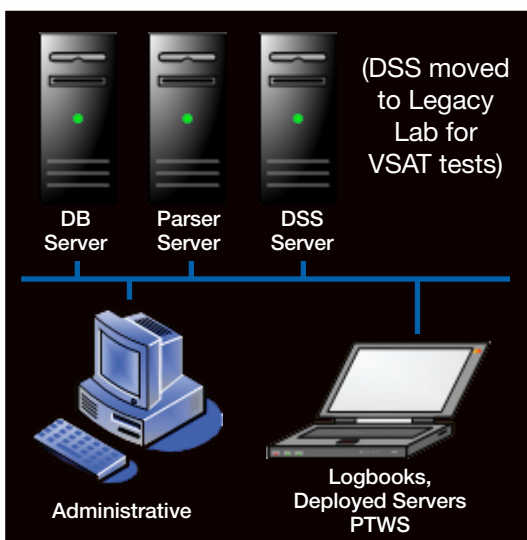 (DSS moved
to Legacy
Lab for
VSAT tests)
DB
Server
Parser
Server
DSS
Server
Administrative
Logbooks,
Deployed Servers
PTWS